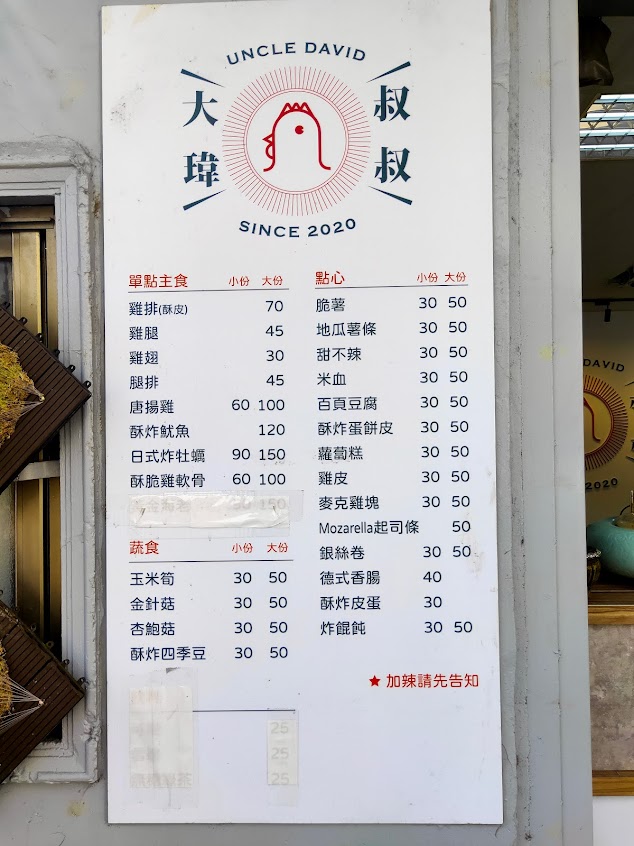 UNCLE DAVID
大瑋
叔叔
SINCE 2020
單點主食 小份 大份
雞排(酥皮) 70
雞腿 45
雞翅 30
腿排 45
唐揚雞 60 100
酥炸魷魚 120
日式炸牡蠣 90 150
酥脆雞軟骨 60 100
150
蔬食 小份 大份
玉米筍 30 50
金針菇 30 50
杏鮑菇 30 50
酥炸四季豆 30 50
25
25
25
點心 小份 大份
脆薯 30 50
地瓜薯條 30 50
甜不辣 30 50
米血 30 50
百頁豆腐 30 50
酥炸蛋餅皮 30 50
蘿蔔糕 30 50
雞皮 30 50
麥克雞塊 30 50
Mozarella起司條 50
銀絲卷 30 50
德式香腸 40
酥炸皮蛋 30
炸餛飩 30 50
★ 加辣請先告知
DAVID
2020